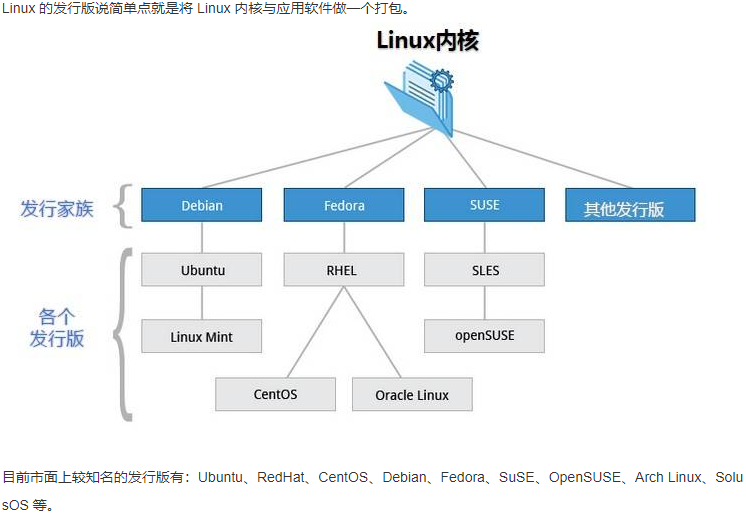 Linux 的发行版说简单点就是将 Linux 内核与应用软件做一个打包。
Linux内核
发行家族
Debian
Fedora
SUSE
其他发行版
各个
发行版
Ubuntu
RHEL
SLES
Linux Mint
openSUSE
CentOS
Oracle Linux
目前市面上较知名的发行版有：Ubuntu、RedHat、CentOS、Debian、Fedora、SuSE、OpenSUSE、Arch Linux、Solu
sOS 等。